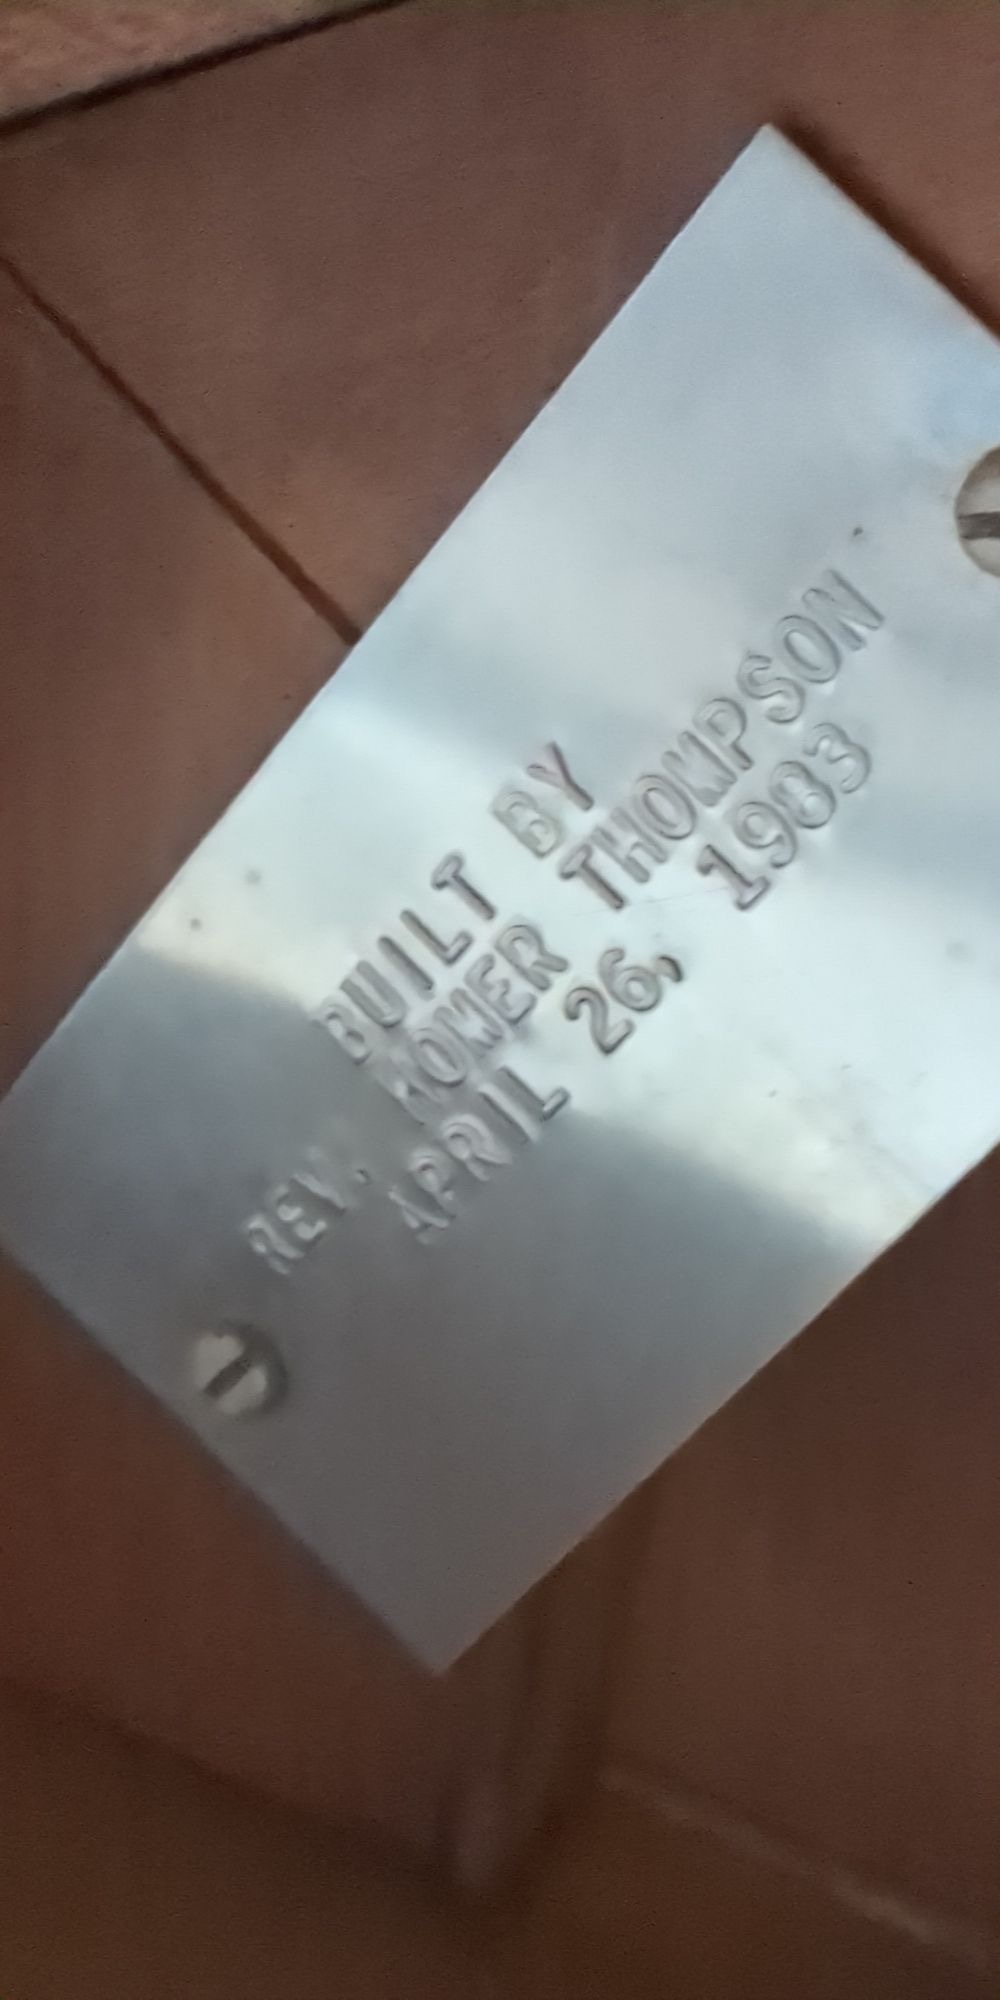 BUILT BY
REV. HOMER THOMPSON
APRIL 26, 1983